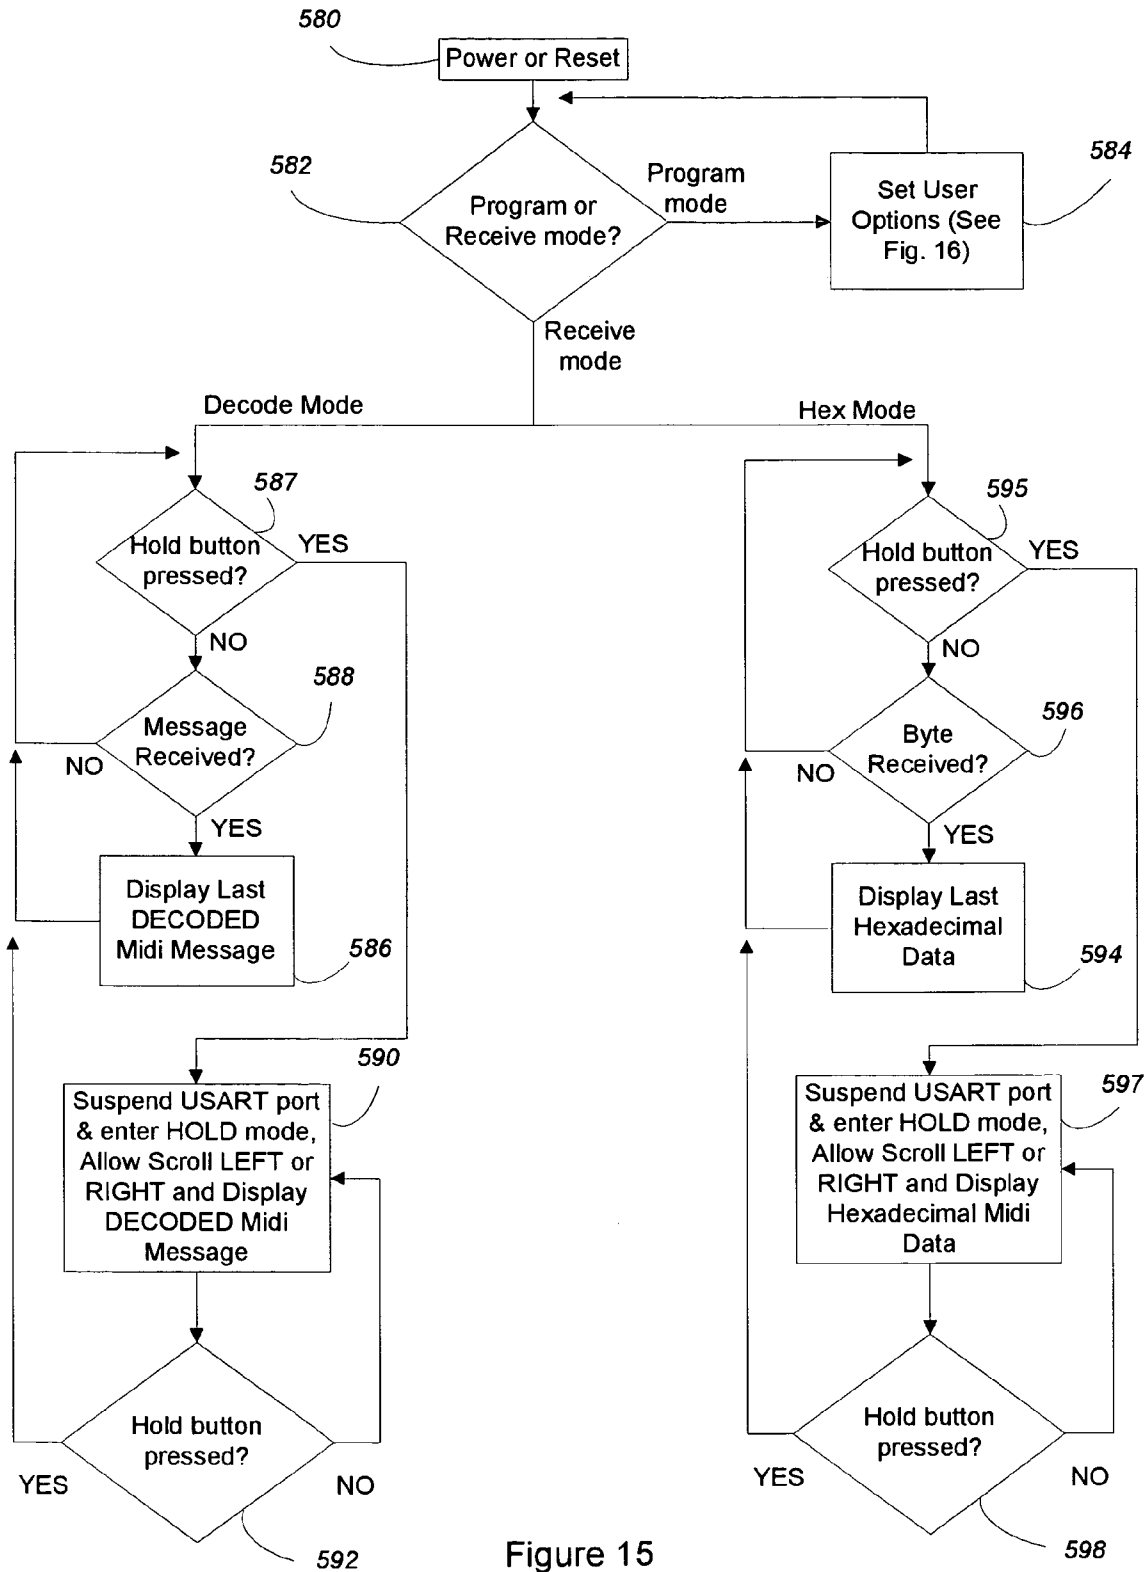 580
Power or Reset
582
Program or
Receive mode?
Program
mode
584
Set User
Options (See
Fig. 16)
Receive
mode
Decode Mode
Hex Mode
587
Hold button
pressed?
YES
NO
588
Message
Received?
NO
YES
Display Last
DECODED
Midi Message
586
590
Suspend USART port
& enter HOLD mode,
Allow Scroll LEFT or
RIGHT and Display
DECODED Midi
Message
Hold button
pressed?
YES
NO
592
595
Hold button
pressed?
YES
NO
596
Byte
Received?
NO
YES
Display Last
Hexadecimal
Data
594
597
Suspend USART port
& enter HOLD mode,
Allow Scroll LEFT or
RIGHT and Display
Hexadecimal Midi
Data
Hold button
pressed?
YES
NO
598
Figure 15